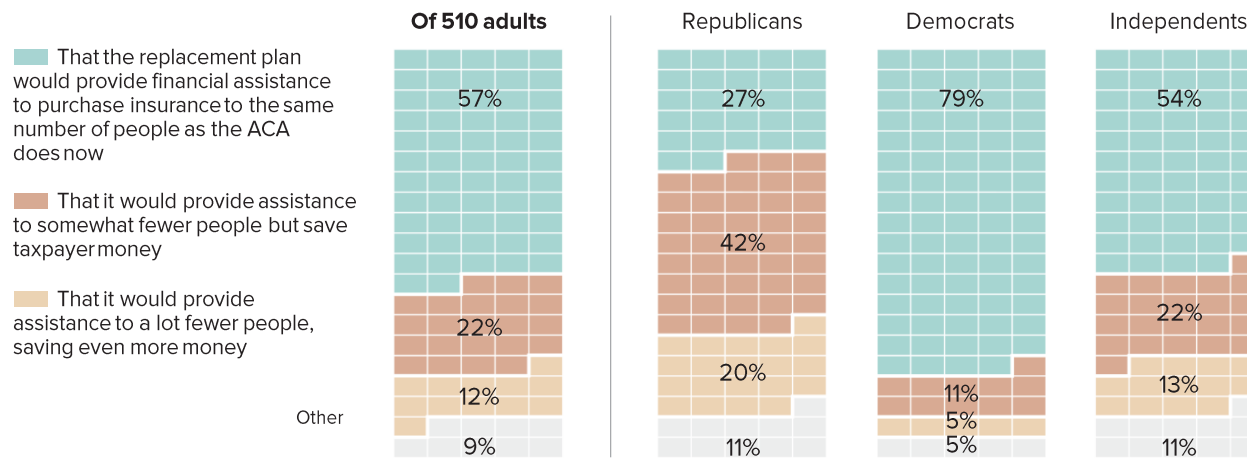 Of 510 adults
Republicans
Democrats
Independents
That the replacement plan
would provide financial assistance
to purchase insurance to the same
number of people as the ACA
does now
57%
27%
79%
54%
That it would provide assistance
to somewhat fewer people but save
taxpayer money
22%
42%
11%
22%
That it would provide
assistance to a lot fewer people,
saving even more money
12%
20%
5%
13%
Other
9%
11%
5%
11%